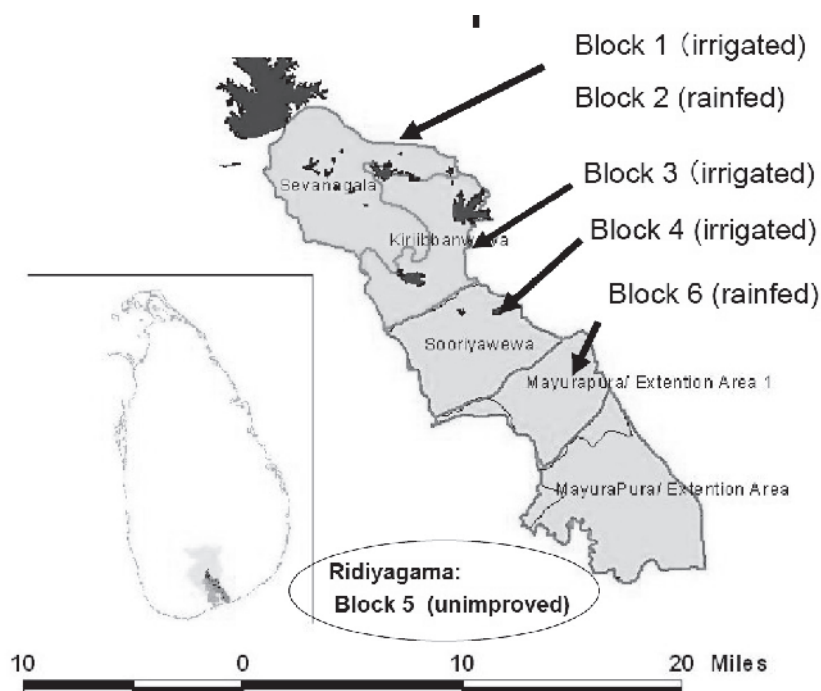 Block 1 (irrigated)
Block 2 (rainfed)
Block 3 (irrigated)
Sevanagala
Block 4 (irrigated)
Kiriibbanwewa
Block 6 (rainfed)
Sooriyawewa
Mayurapura/ Extention Area 1
MayuraPura/ Extention Area
Ridiyagama:
Block 5 (unimproved)
10 0 10 20 Miles